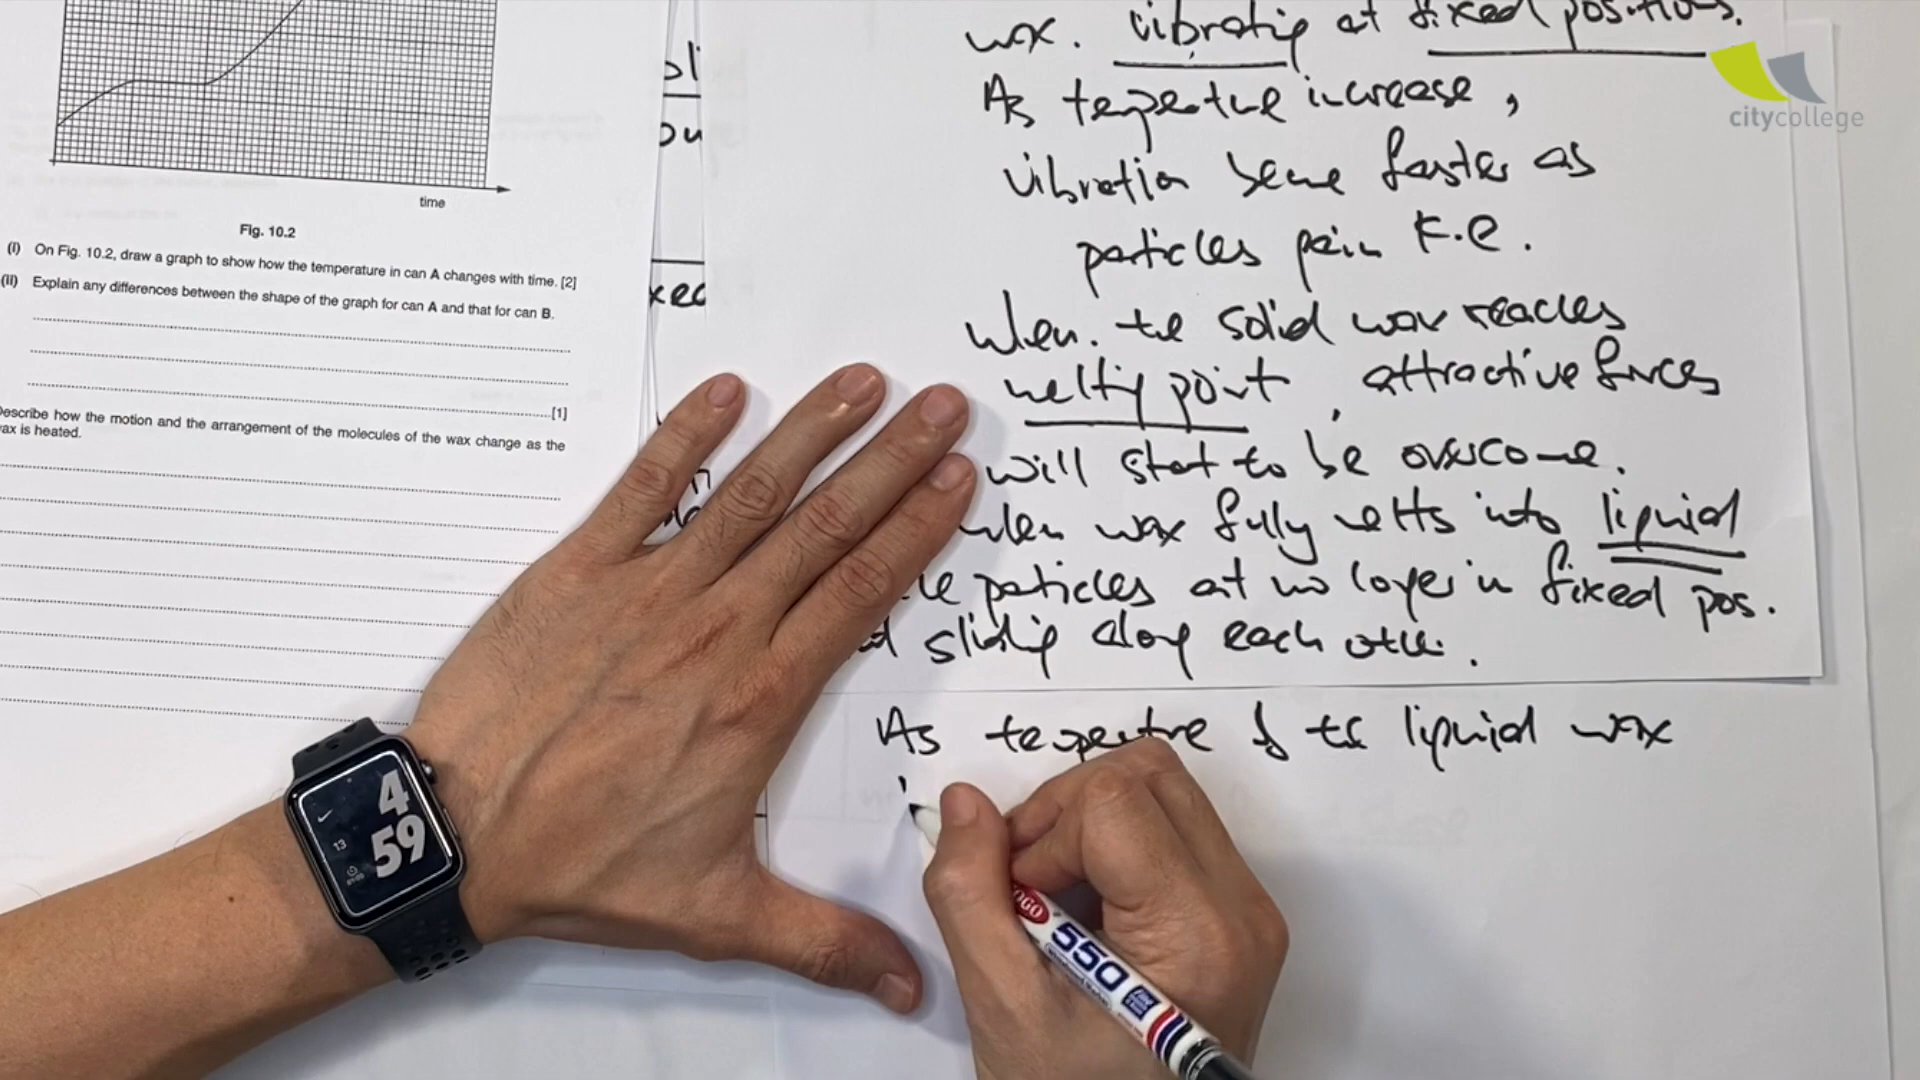 time
Fig. 10.2
(i) On Fig. 10.2, draw a graph to show how the temperature in can A changes with time. [2]
(ii) Explain any differences between the shape of the graph for can A and that for can B.
[1]
escribe how the motion and the arrangement of the molecules of the wax change as the
ax is heated.
wax. vibrating at fixed positions.
As temperature increase,
vibration become faster as
particles gain K.e.
When the solid wax reaches
melting point, attractive forces
will start to be overcome.
when wax fully melts into liquid
particles at no longer in fixed pos.
sliding along each other.
As temperature of the liquid wax
citycollege
4
59
13
550